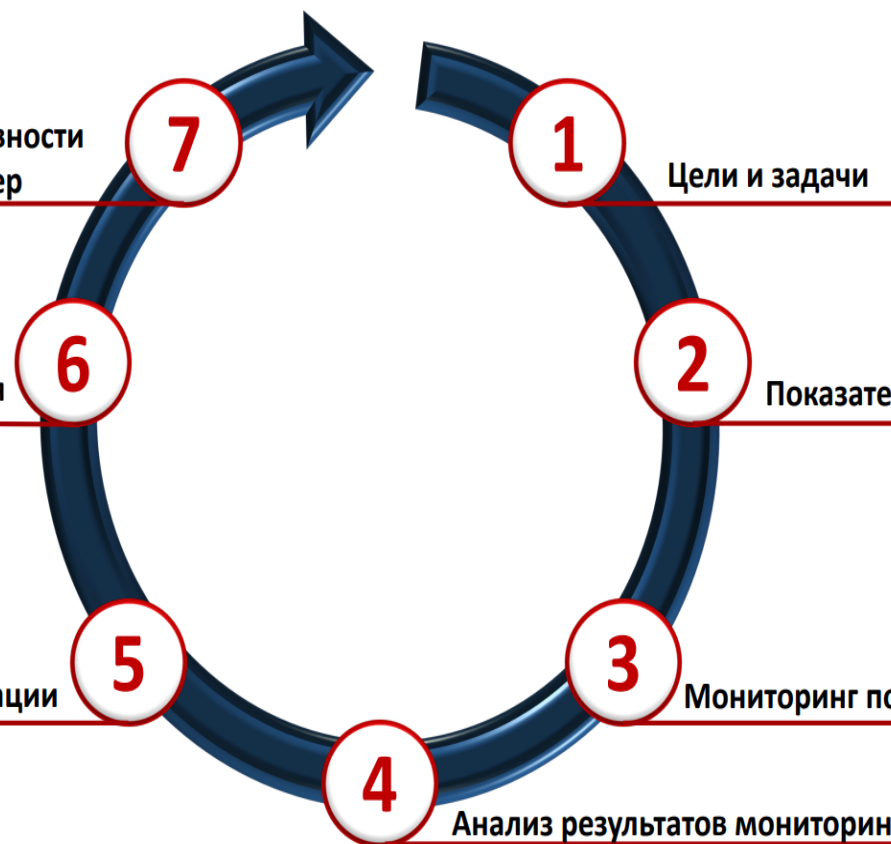 1
Цели и задачи
2
Показате
3
Мониторинг по
4
Анализ результатов мониторин
5
ации
6
7
вности
ер